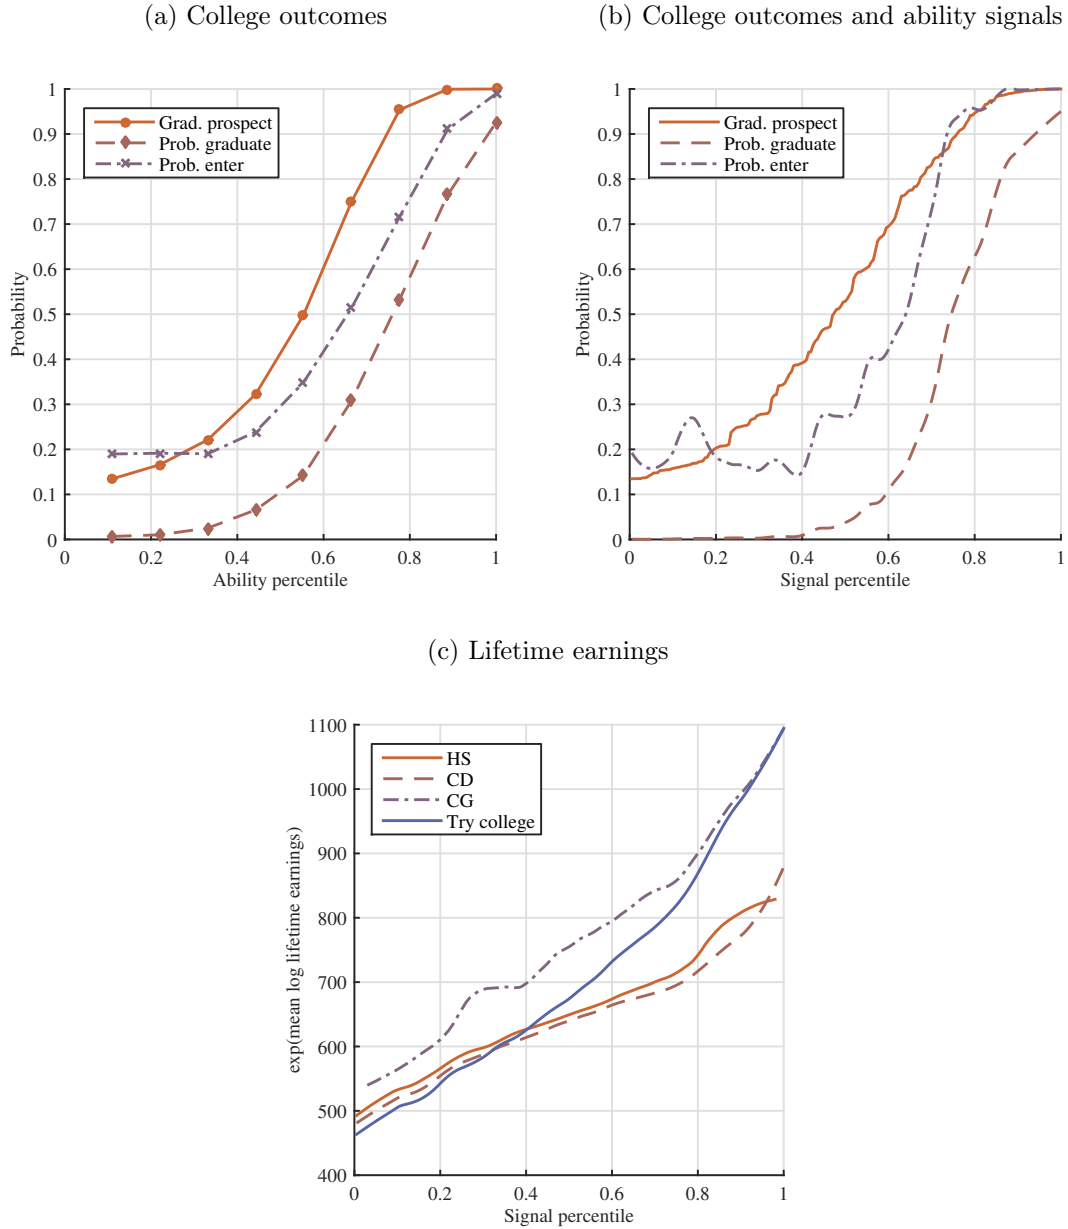 (a) College outcomes
(b) College outcomes and ability signals
1
0.9
0.8
0.7
0.6
0.5
0.4
0.3
0.2
0.1
0
Probability
Grad. prospect
Prob. graduate
Prob. enter
0
0.2
0.4
0.6
0.8
1
Ability percentile
1
0.9
0.8
0.7
0.6
0.5
0.4
0.3
0.2
0.1
0
Probability
Grad. prospect
Prob. graduate
Prob. enter
0
0.2
0.4
0.6
0.8
1
Signal percentile
(c) Lifetime earnings
1100
1000
900
800
700
600
500
400
exp(mean log lifetime earnings)
HS
CD
CG
Try college
0
0.2
0.4
0.6
0.8
1
Signal percentile